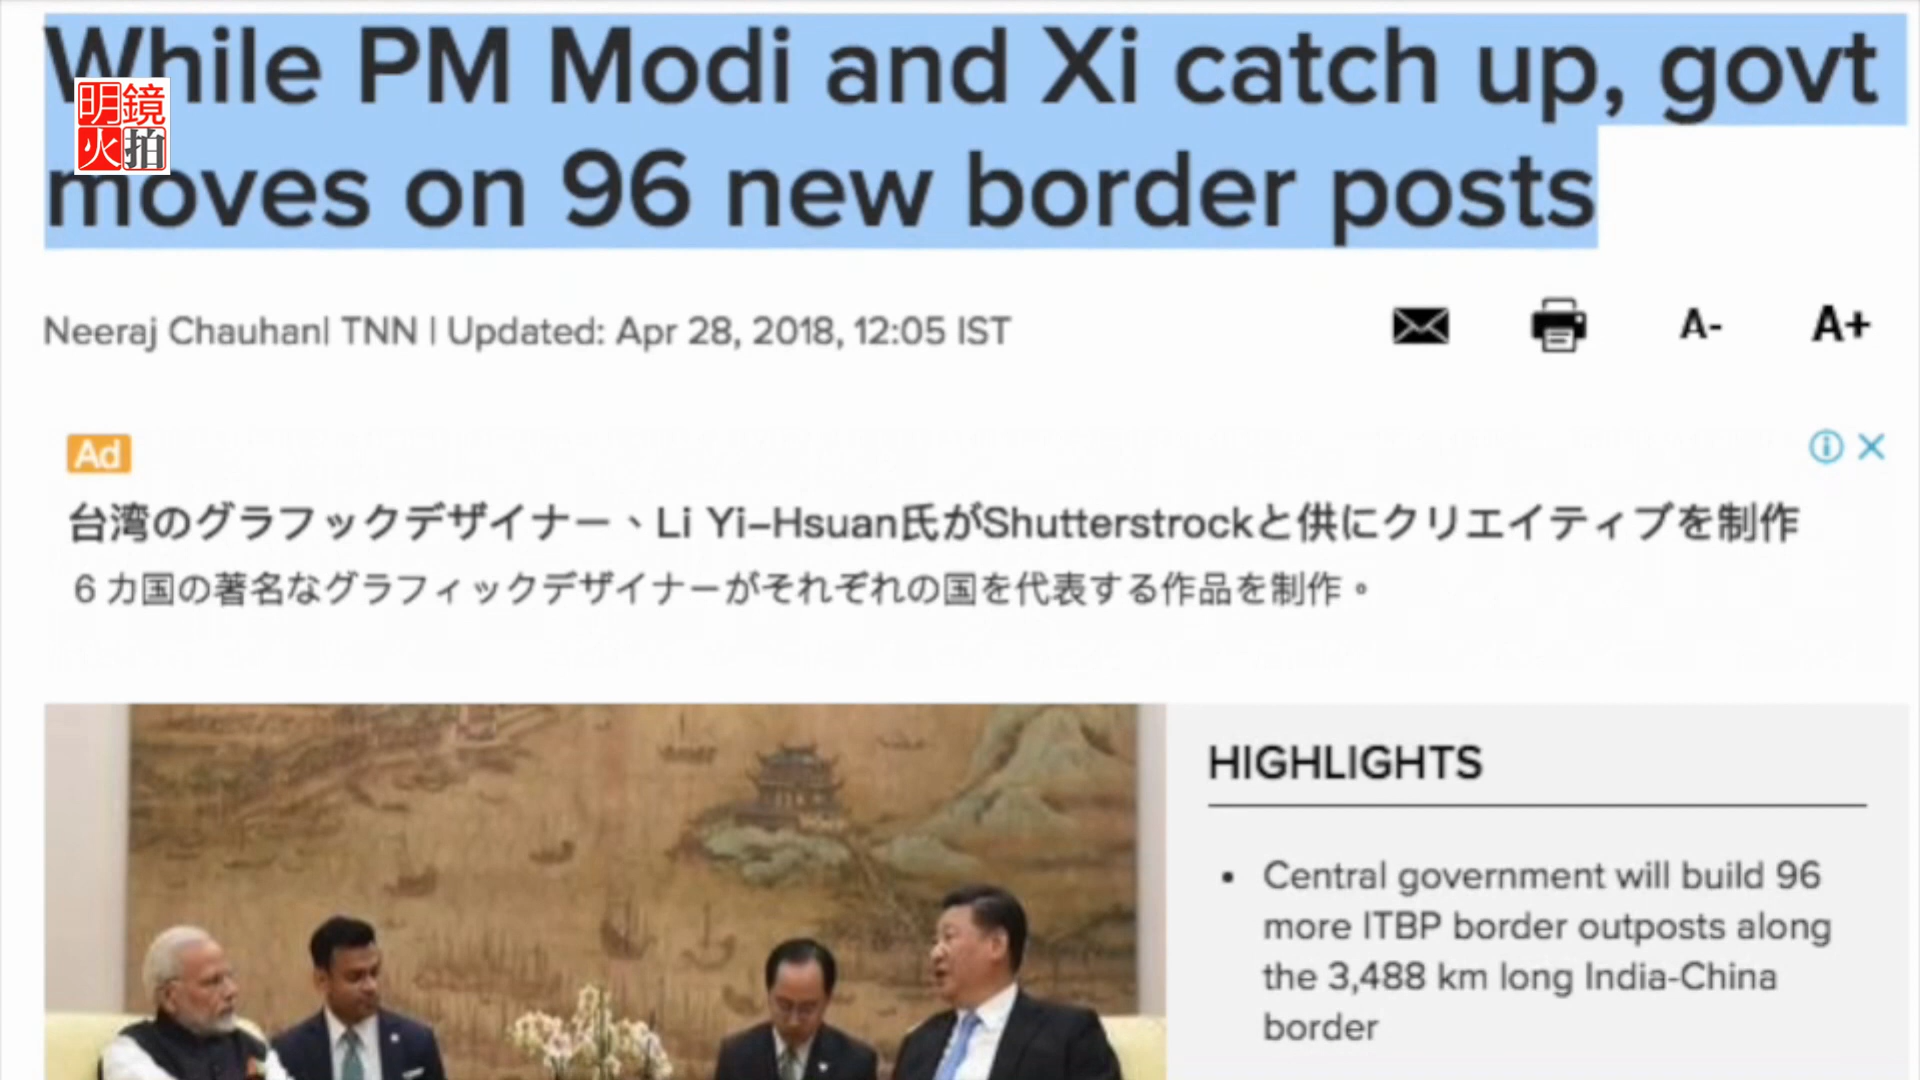 While PM Modi and Xi catch up, govt
moves on 96 new border posts
明鏡
火拍
Neeraj Chauhan| TNN | Updated: Apr 28, 2018, 12:05 IST
A-
A+
Ad
台湾のグラフックデザイナー、Li Yi-Hsuan氏がShutterstrockと供にクリエイティブを制作
6カ国の著名なグラフィックデザイナーがそれぞれの国を代表する作品を制作。
HIGHLIGHTS
• Central government will build 96
more ITBP border outposts along
the 3,488 km long India-China
border